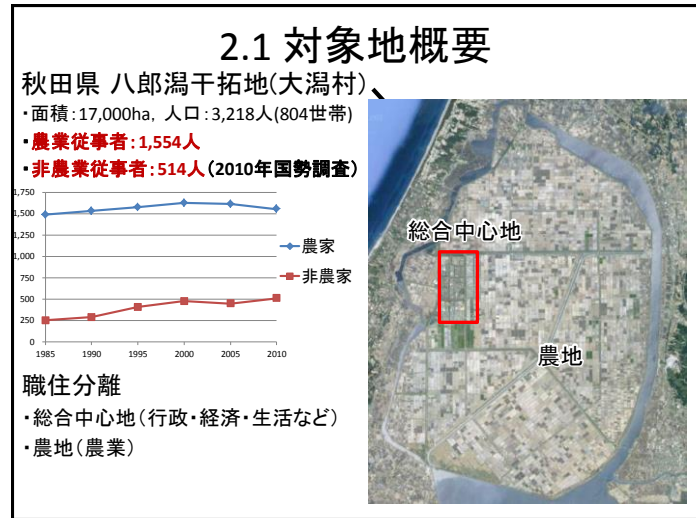 2.1 対象地概要
秋田県 八郎潟干拓地(大潟村)
・面積:17,000ha, 人口:3,218人(804世帯)
・農業従事者:1,554人
・非農業従事者:514人(2010年国勢調査)
1,750
1,500
1,250
1,000
750
500
250
0
1985 1990 1995 2000 2005 2010
農家
非農家
職住分離
・総合中心地(行政・経済・生活など)
・農地(農業)
総合中心地
農地